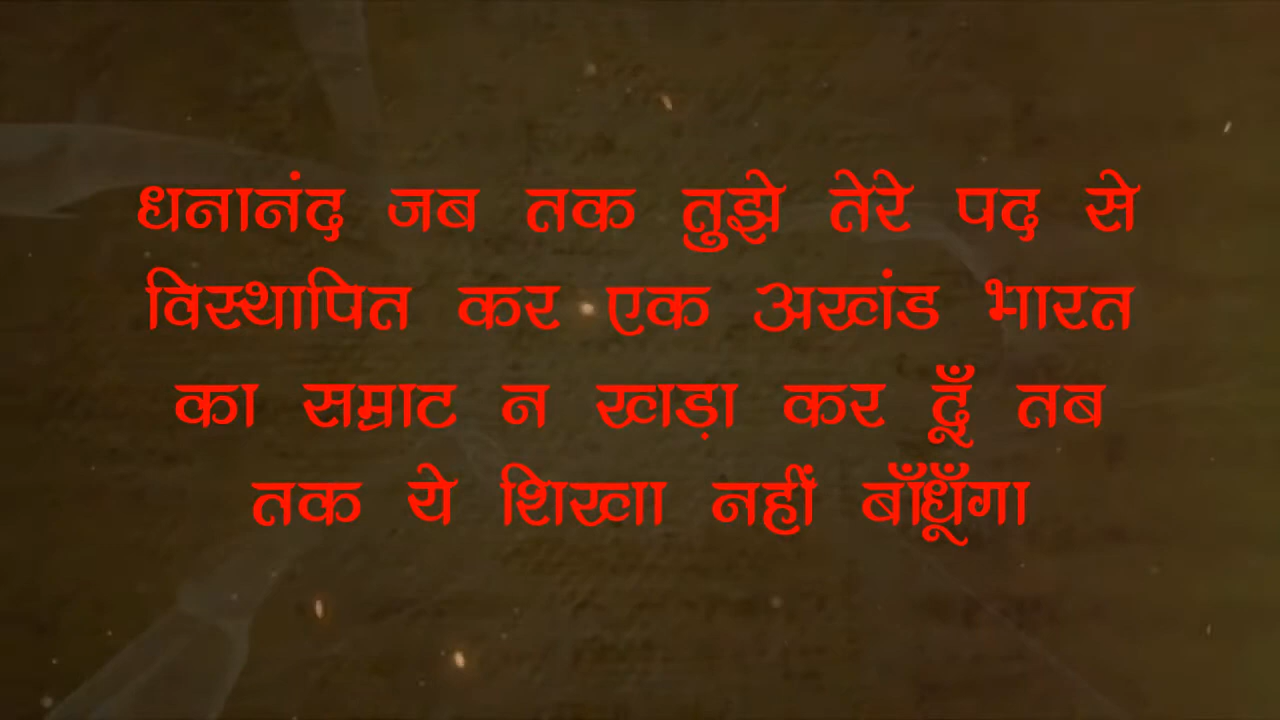 धनानंद जब तक तुझे तेरे पद से
विस्थापित कर एक अखंड भारत
का सम्राट न खड़ा कर दूँ तब
तक ये शिखा नहीं बाँधूँगा